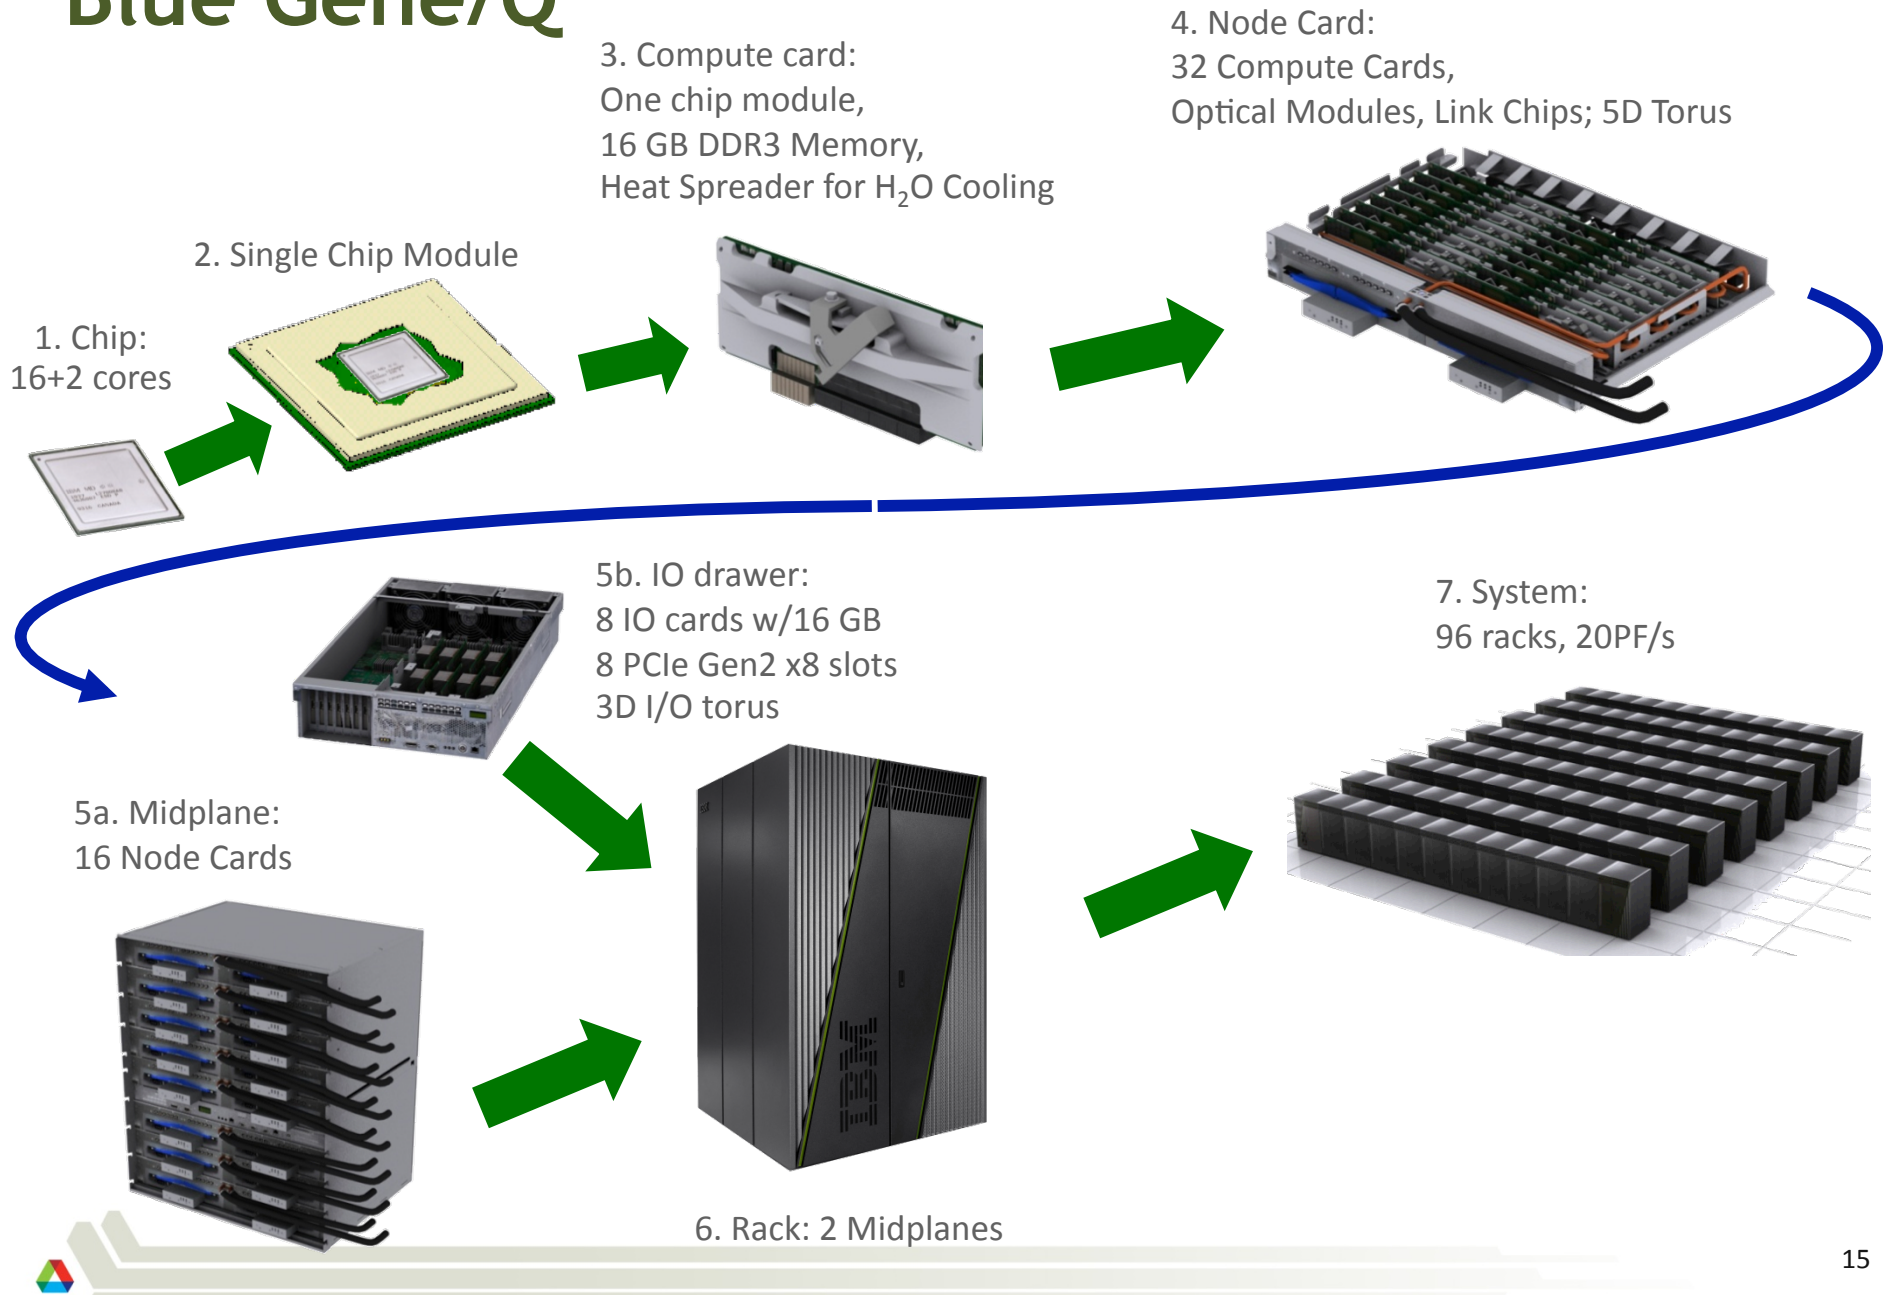 Blue Gene/Q
3. Compute card:
One chip module,
16 GB DDR3 Memory,
Heat Spreader for H₂O Cooling
4. Node Card:
32 Compute Cards,
Optical Modules, Link Chips; 5D Torus
2. Single Chip Module
1. Chip:
16+2 cores
5b. IO drawer:
8 IO cards w/16 GB
8 PCIe Gen2 x8 slots
3D I/O torus
7. System:
96 racks, 20PF/s
5a. Midplane:
16 Node Cards
IBM
6. Rack: 2 Midplanes
15